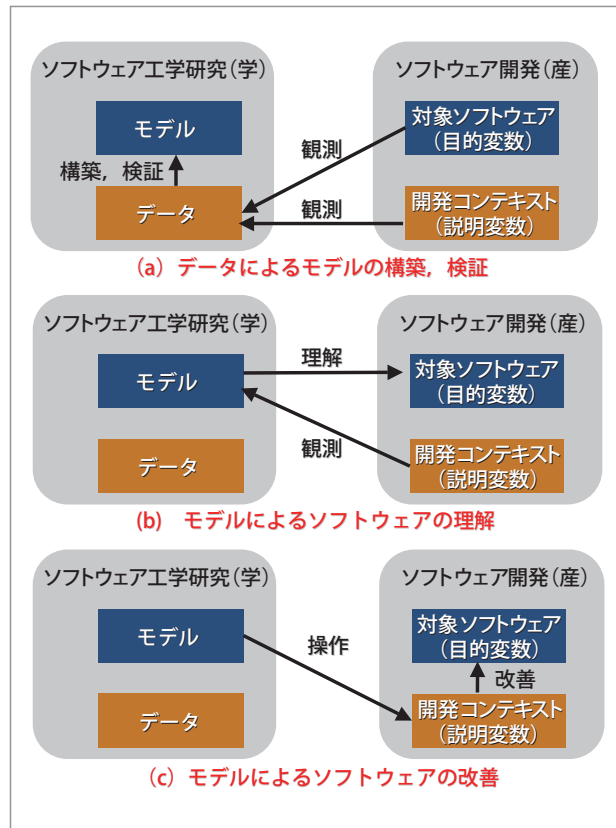 ソフトウェア工学研究(学)
ソフトウェア開発(産)
モデル
対象ソフトウェア
(目的変数)
観測
構築，検証
データ
観測
開発コンテキスト
(説明変数)
(a) データによるモデルの構築，検証
ソフトウェア工学研究(学)
ソフトウェア開発(産)
理解
モデル
対象ソフトウェア
(目的変数)
データ
観測
開発コンテキスト
(説明変数)
(b) モデルによるソフトウェアの理解
ソフトウェア工学研究(学)
ソフトウェア開発(産)
モデル
操作
対象ソフトウェア
(目的変数)
改善
データ
開発コンテキスト
(説明変数)
(c) モデルによるソフトウェアの改善